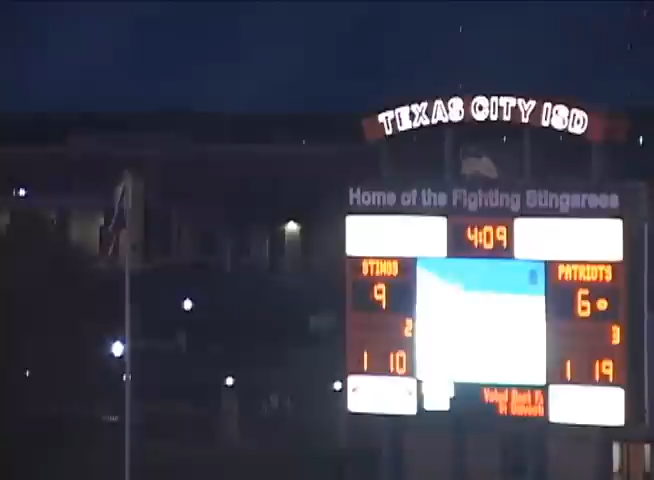 TEXAS CITY ISD
Home of the Fighting Stingarees
4:09
STINGS PATRIOTS
9 6
2 3
1 10 1 19